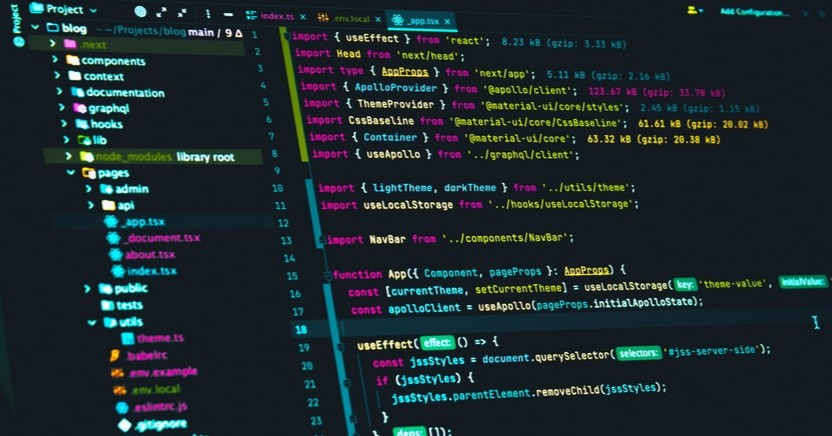 Project
Project
index.ts
.env.local
_app.tsx
Add Configuration...
blog ~/Projects/blog main / 9 Δ
.next
components
context
documentation
graphql
hooks
lib
node_modules library root
pages
admin
api
_app.tsx
_document.tsx
about.tsx
index.tsx
public
tests
utils
theme.ts
.babelrc
.env.example
.env.local
.eslintrc.js
.gitignore
1 import { useEffect } from 'react'; 8.23 kB (gzip: 3.33 kB)
2 import Head from 'next/head';
3 import type { AppProps } from 'next/app'; 5.11 kB (gzip: 2.16 kB)
4 import { ApolloProvider } from '@apollo/client'; 123.67 kB (gzip: 33.78 kB)
5 import { ThemeProvider } from '@material-ui/core/styles'; 2.45 kB (gzip: 1.15 kB)
6 import CssBaseline from '@material-ui/core/CssBaseline'; 61.61 kB (gzip: 20.02 kB)
7 import { Container } from '@material-ui/core'; 63.32 kB (gzip: 20.38 kB)
8 import { useApollo } from '../graphql/client';
9
10 import { lightTheme, darkTheme } from '../utils/theme';
11 import useLocalStorage from '../hooks/useLocalStorage';
12
13 import NavBar from '../components/NavBar';
14
15 function App({ Component, pageProps }: AppProps) {
16 const [currentTheme, setCurrentTheme] = useLocalStorage( key: 'theme-value', initialValue:
17 const apolloClient = useApollo(pageProps.initialApolloState);
18
19 useEffect( effect: () => {
20 const jssStyles = document.querySelector( selectors: '#jss-server-side');
21 if (jssStyles) {
22 jssStyles.parentElement.removeChild(jssStyles);
23 }
}, deps: []);